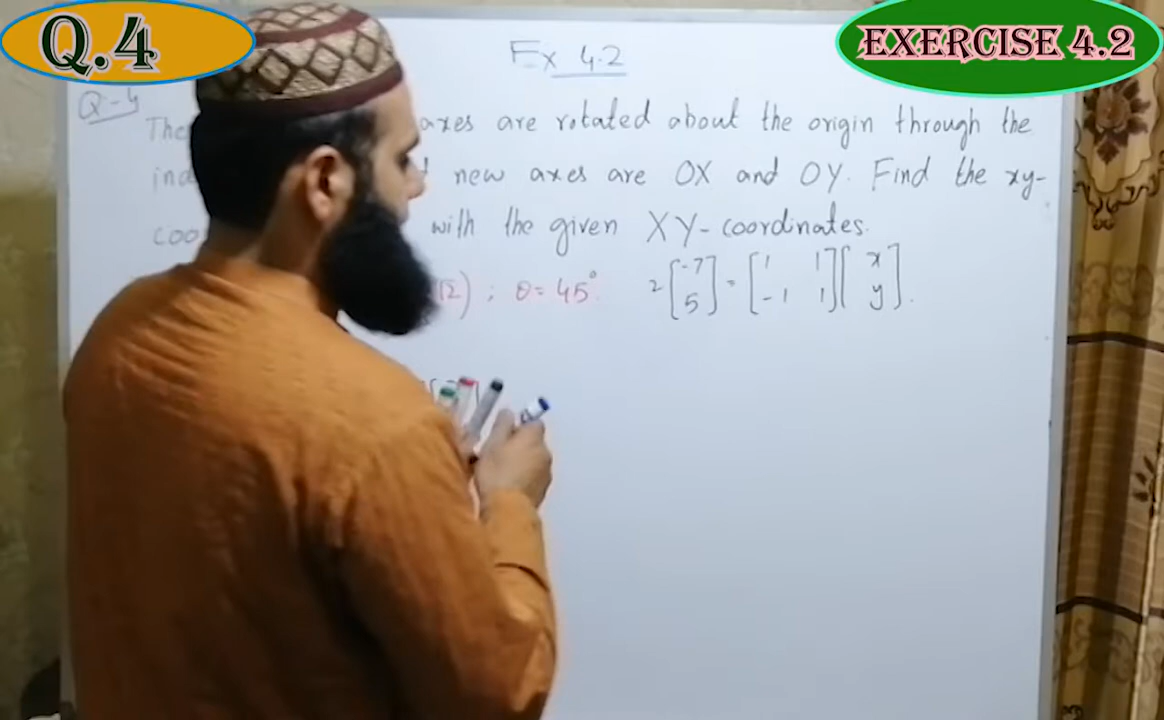 Q.4
EXERCISE 4.2
Ex 4.2
Q-4
The axes are rotated about the origin through the
new axes are OX and OY. Find the xy-
with the given XY-coordinates.
; θ = 45°. 2[-7 5] = [1 1 -1 1][x y].